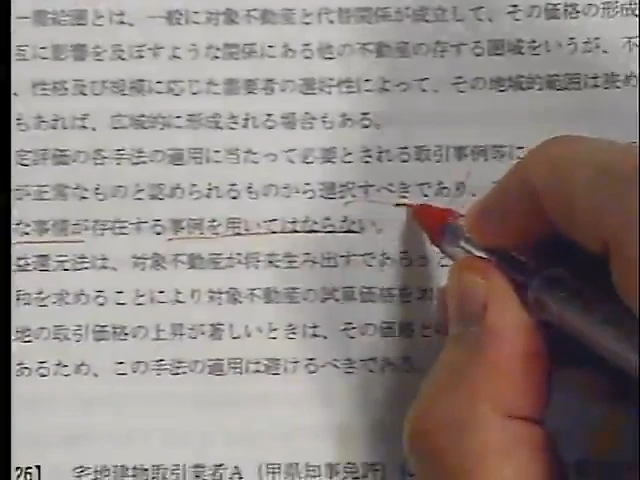 一需給圏とは、一般に対象不動産と代替関係が成立して、その価格の形成
互に影響を及ぼすような関係にある他の不動産の存する圏域をいうが、不
、性格及び規模に応じた需要者の選好性によって、その地域的範囲は狭め
もあれば、広域的に形成される場合もある。
定評価の各手法の適用に当たって必要とされる取引事例等に
が正常なものと認められるものから選択すべきであり、
な事情が存在する事例を用いてはならない。
益還元法は、対象不動産が将来生み出すであろう
和を求めることにより対象不動産の試算価格を求
地の取引価格の上昇が著しいときは、その価格と
あるため、この手法の適用は避けるべきである。
26】 宅地建物取引業者A(甲県知事免許)